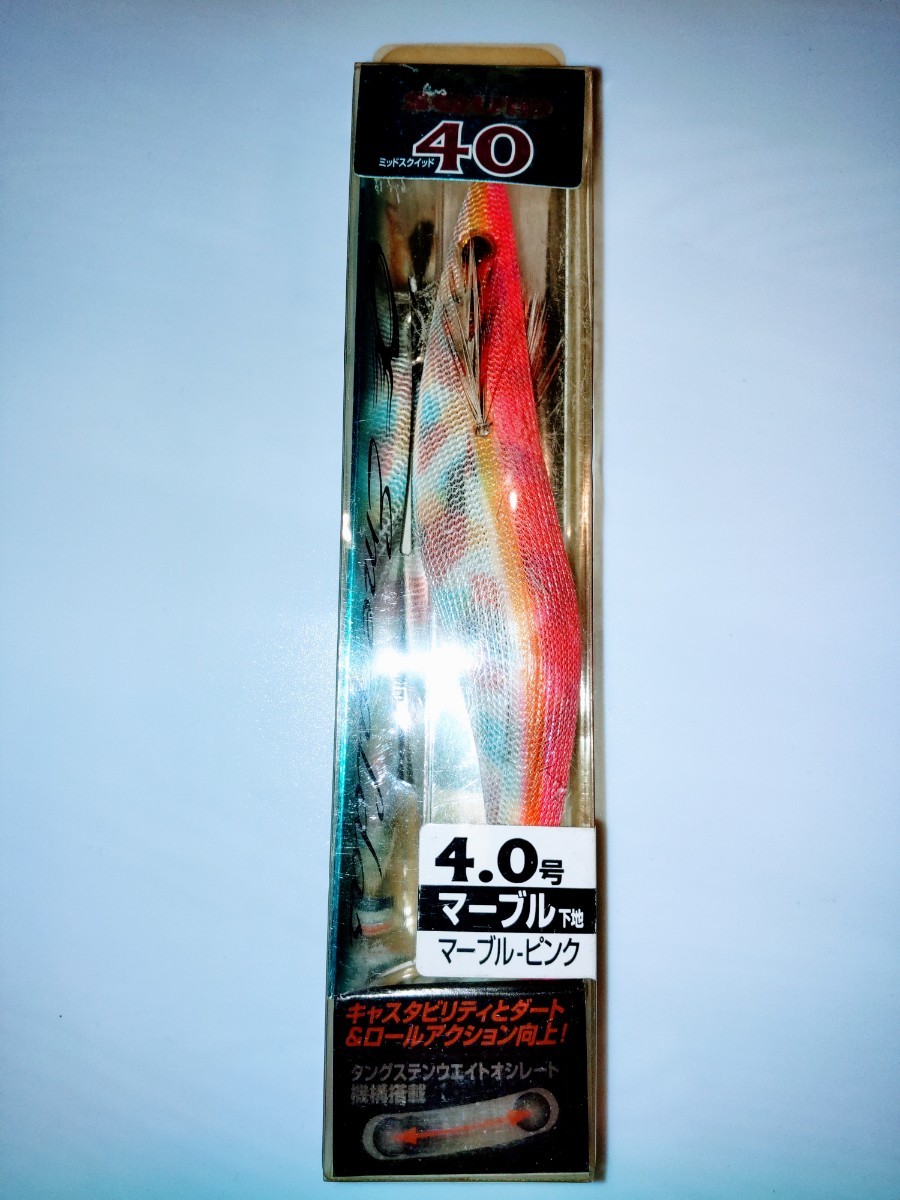 40
ミッドスクイッド
4.0号
マーブル下地
マーブル-ピンク
キャスタビリティとダート
&ロールアクション向上!
タングステンウエイトオシレート
機構搭載